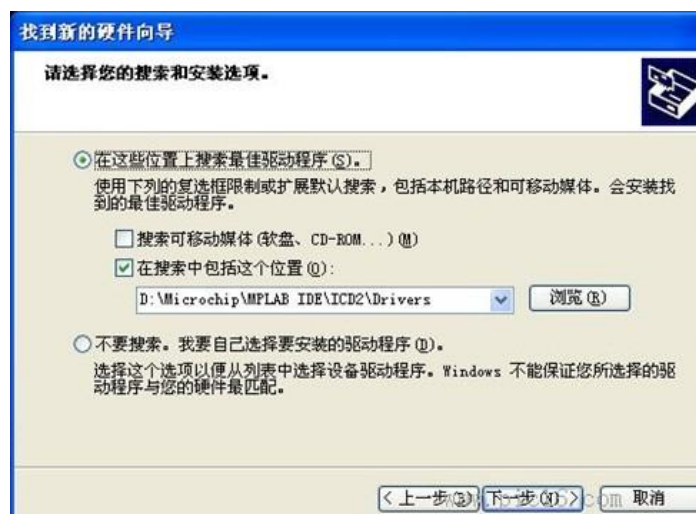 找到新的硬件向导
请选择您的搜索和安装选项。
在这些位置上搜索最佳驱动程序(S)。
使用下列的复选框限制或扩展默认搜索，包括本机路径和可移动媒体。会安装找
到的最佳驱动程序。
搜索可移动媒体(软盘、CD-ROM...)(M)
在搜索中包括这个位置(O):
D:\Microchip\MPLAB IDE\ICD2\Drivers
浏览(R)
不要搜索。我要自己选择要安装的驱动程序(D)。
选择这个选项以便从列表中选择设备驱动程序。Windows 不能保证您所选择的驱
动程序与您的硬件最匹配。
<上一步(B) 下一步(N)> 取消